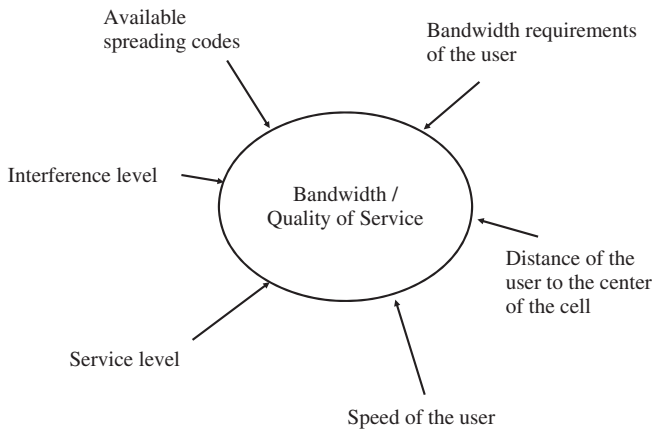 Available
spreading codes
Bandwidth requirements
of the user
Interference level
Bandwidth /
Quality of Service
Distance of the
user to the center
of the cell
Service level
Speed of the user